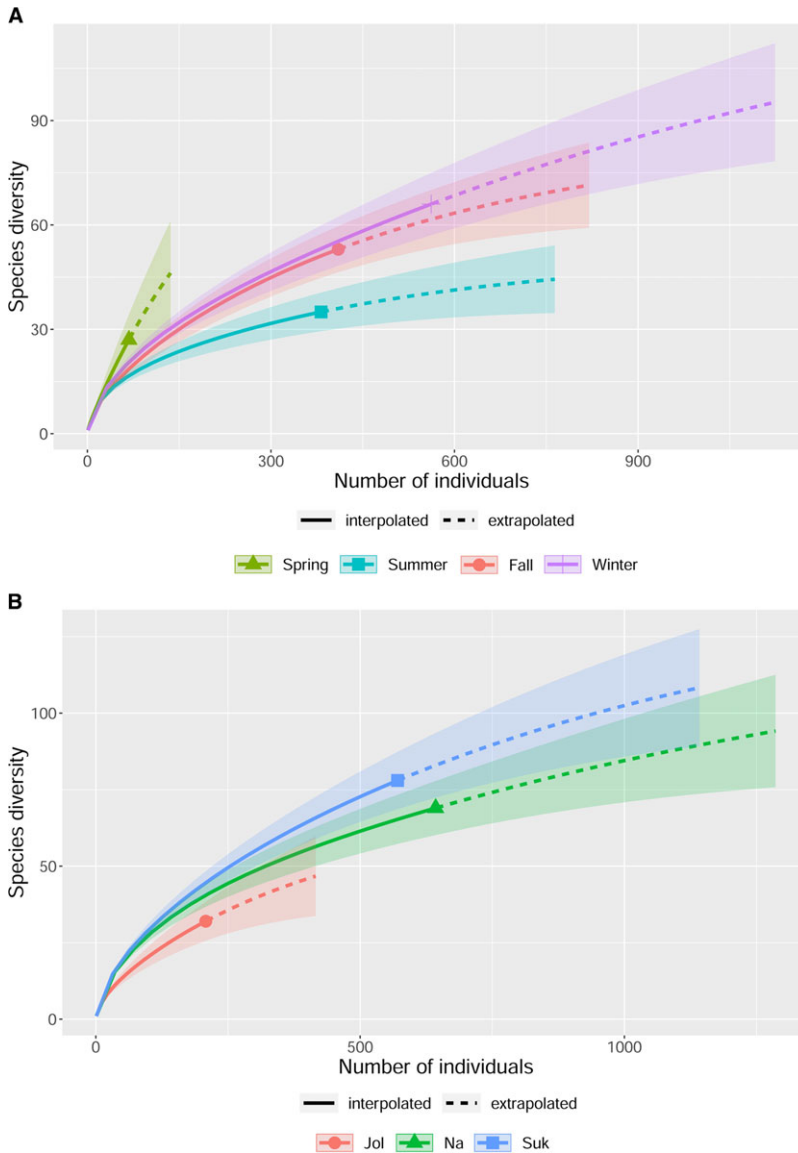 A
Species diversity
90
60
30
0
0 300 600 900
Number of individuals
interpolated extrapolated
Spring Summer Fall Winter
B
Species diversity
100
50
0
0 500 1000
Number of individuals
interpolated extrapolated
Jol Na Suk